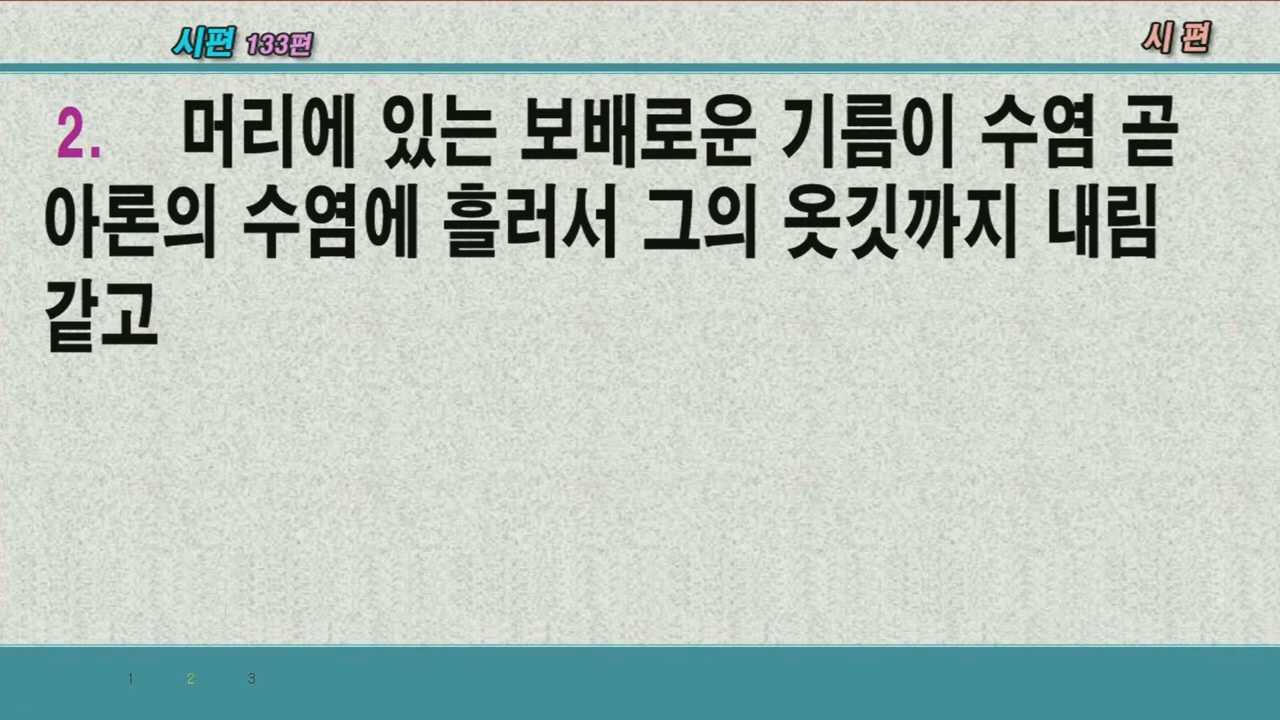 시편 133편
시 편
2. 머리에 있는 보배로운 기름이 수염 곧
아론의 수염에 흘러서 그의 옷깃까지 내림
같고
1 2 3